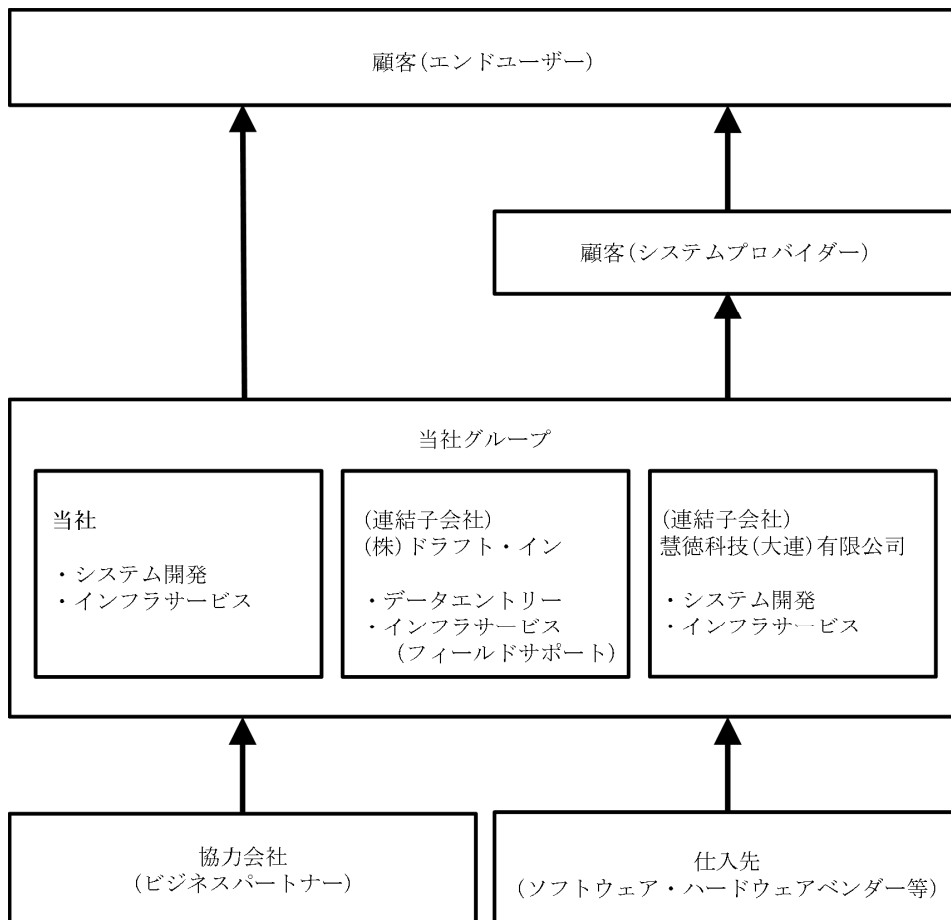 顧客(エンドユーザー)
顧客(システムプロバイダー)
当社グループ
当社
・システム開発
・インフラサービス
(連結子会社)
(株)ドラフト・イン
・データエントリー
・インフラサービス
(フィールドサポート)
(連結子会社)
慧徳科技(大連)有限公司
・システム開発
・インフラサービス
協力会社
(ビジネスパートナー)
仕入先
(ソフトウェア・ハードウェアベンダー等)